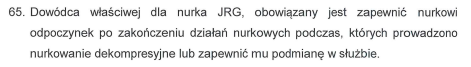 65. Dowódca właściwej dla nurka JRG, obowiązany jest zapewnić nurkowi
odpoczynek po zakończeniu działań nurkowych podczas, których prowadzono
nurkowanie dekompresyjne lub zapewnić mu podmianę w służbie.